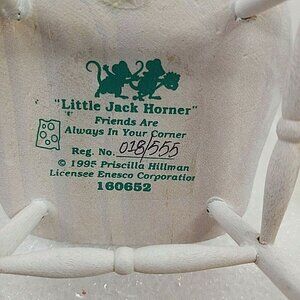 "Little Jack Horner"
Friends Are
Always In Your Corner
Reg. No. 018/555
© 1995 Priscilla Hillman
Licensee Enesco Corporation
160652